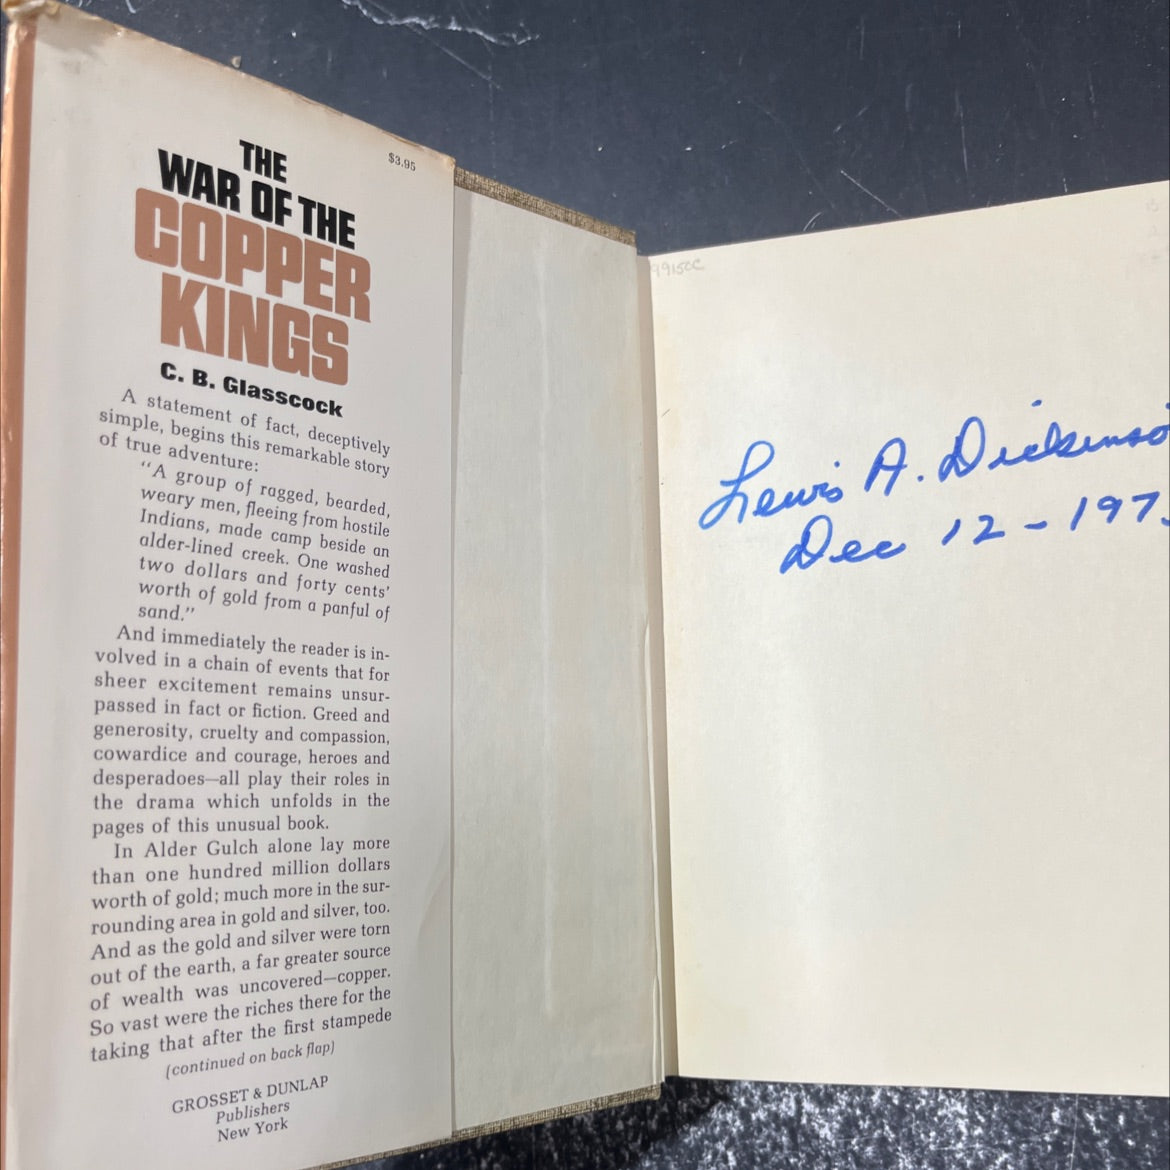 $3.95
THE
WAR OF THE
COPPER
KINGS
C. B. Glasscock
A statement of fact, deceptively
simple, begins this remarkable story
of true adventure:
"A group of ragged, bearded,
weary men, fleeing from hostile
Indians, made camp beside an
alder-lined creek. One washed
two dollars and forty cents'
worth of gold from a panful of
sand."
And immediately the reader is in-
volved in a chain of events that for
sheer excitement remains unsur-
passed in fact or fiction. Greed and
generosity, cruelty and compassion,
cowardice and courage, heroes and
desperadoes—all play their roles in
the drama which unfolds in the
pages of this unusual book.
In Alder Gulch alone lay more
than one hundred million dollars
worth of gold; much more in the sur-
rounding area in gold and silver, too.
And as the gold and silver were torn
out of the earth, a far greater source
of wealth was uncovered—copper.
So vast were the riches there for the
taking that after the first stampede
(continued on back flap)
GROSSET & DUNLAP
Publishers
New York
Lewis A. Dickinso
Dec 12-197